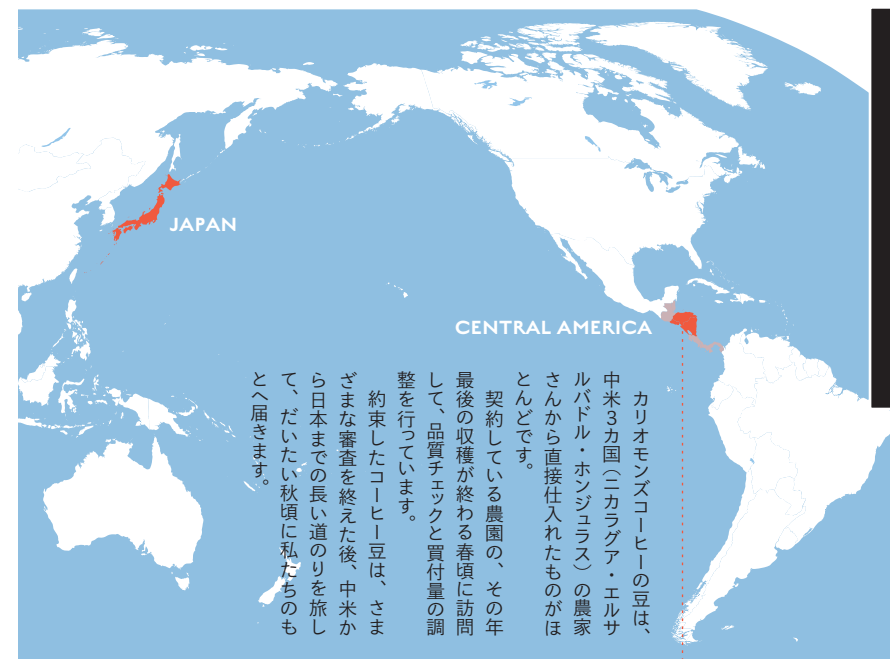 JAPAN
CENTRAL AMERICA
カリオモンズコーヒーの豆は、
中米3カ国（ニカラグア・エルサ
ルバドル・ホンジュラス）の農家
さんから直接仕入れたものがほ
とんどです。
契約している農園の、その年
最後の収穫が終わる春頃に訪問
して、品質チェックと買付量の調
整を行っています。
約束したコーヒー豆は、さま
ざまな審査を終えた後、中米か
ら日本までの長い道のりを旅し
て、だいたい秋頃に私たちのも
とへ届きます。